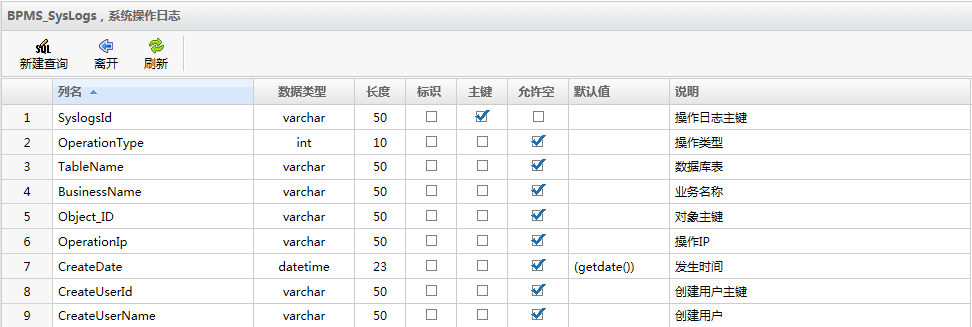 BPMS_SysLogs，系统操作日志
SQL
新建查询 离开 刷新
列名 数据类型 长度 标识 主键 允许空 默认值 说明
1 SyslogsId varchar 50 操作日志主键
2 OperationType int 10 操作类型
3 TableName varchar 50 数据库表
4 BusinessName varchar 50 业务名称
5 Object_ID varchar 50 对象主键
6 OperationIp varchar 50 操作IP
7 CreateDate datetime 23 (getdate()) 发生时间
8 CreateUserId varchar 50 创建用户主键
9 CreateUserName varchar 50 创建用户